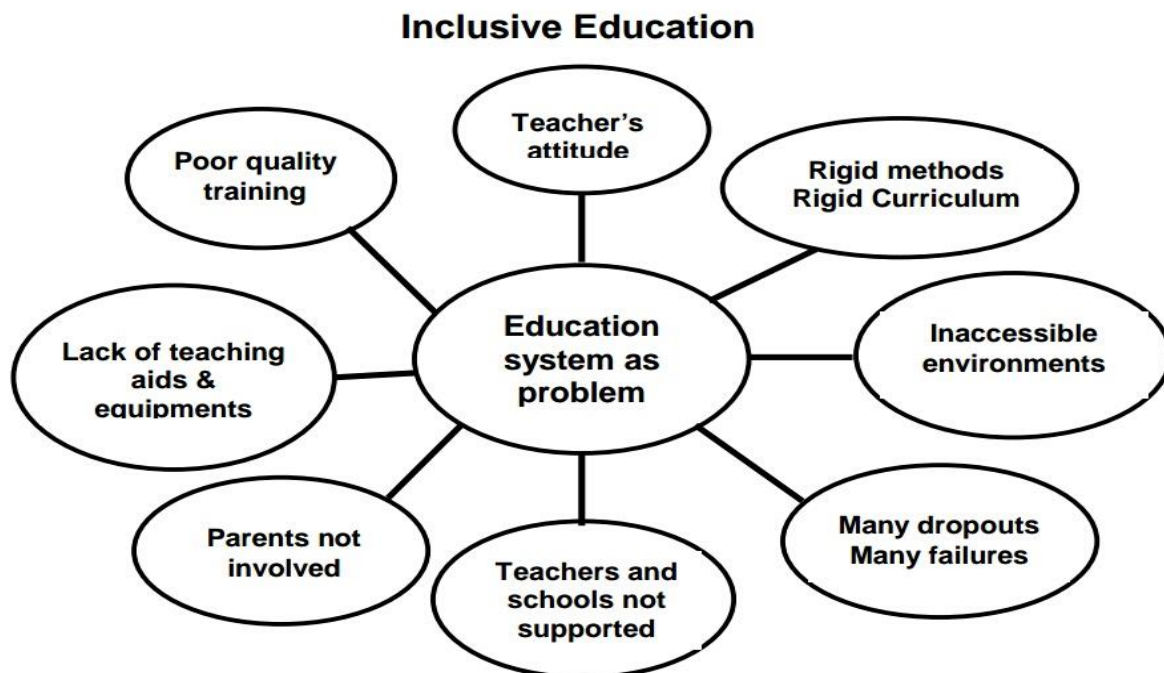 Inclusive Education
Teacher's
attitude
Poor quality
training
Rigid methods
Rigid Curriculum
Lack of teaching
aids &
equipments
Education
system as
problem
Inaccessible
environments
Parents not
involved
Teachers and
schools not
supported
Many dropouts
Many failures